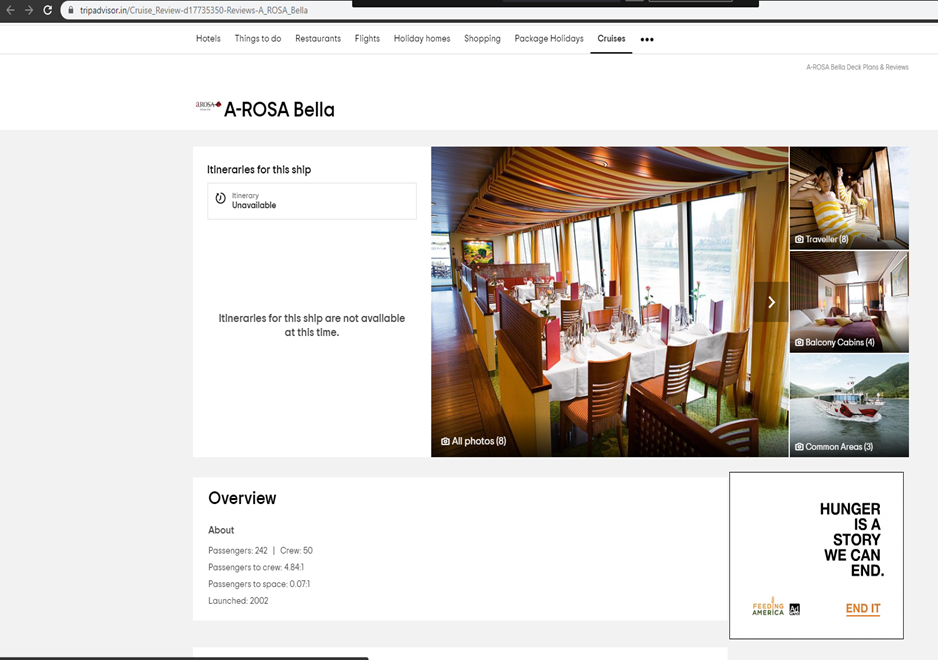 tripadvisor.in/Cruise_Review-d17735350-Reviews-A_ROSA_Bella
Hotels Things to do Restaurants Flights Holiday homes Shopping Package Holidays Cruises •••
A-ROSA Bella Deck Plans & Reviews
A-ROSA A-ROSA Bella
Itineraries for this ship
Itinerary
Unavailable
Itineraries for this ship are not available
at this time.
All photos (8)
Traveller (8)
Balcony Cabins (4)
Common Areas (3)
Overview
About
Passengers: 242 | Crew: 50
Passengers to crew: 4.84:1
Passengers to space: 0.07:1
Launched: 2002
HUNGER
IS A
STORY
WE CAN
END.
FEEDING
AMERICA
Ad
END IT